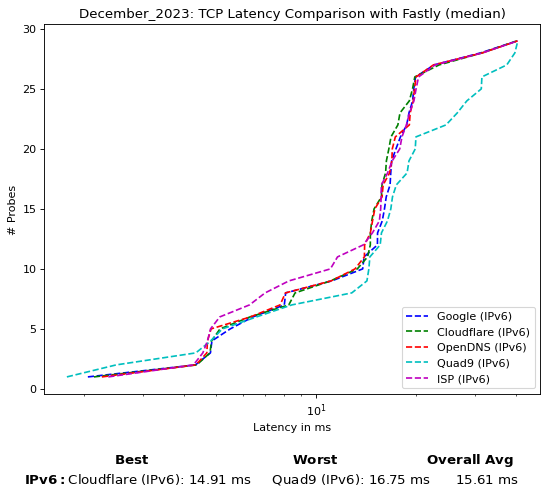 December_2023: TCP Latency Comparison with Fastly (median)
30
25
20
15
10
5
0
# Probes
Google (IPv6)
Cloudflare (IPv6)
OpenDNS (IPv6)
Quad9 (IPv6)
ISP (IPv6)
10¹
Latency in ms
Best Worst Overall Avg
IPv6: Cloudflare (IPv6): 14.91 ms Quad9 (IPv6): 16.75 ms 15.61 ms